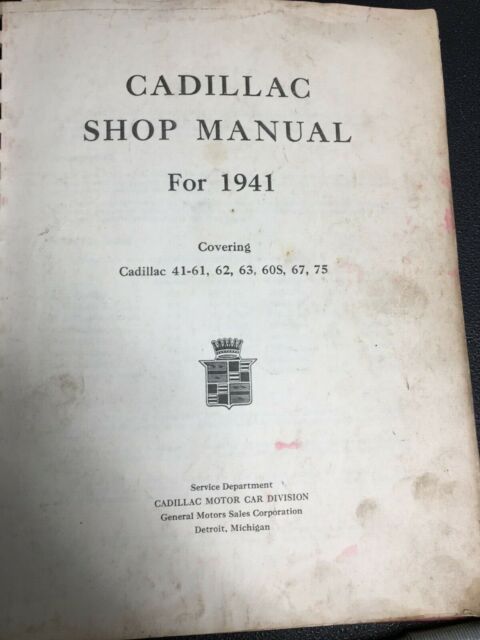 CADILLAC
SHOP MANUAL
For 1941
Covering
Cadillac 41-61, 62, 63, 60S, 67, 75
Service Department
CADILLAC MOTOR CAR DIVISION
General Motors Sales Corporation
Detroit, Michigan